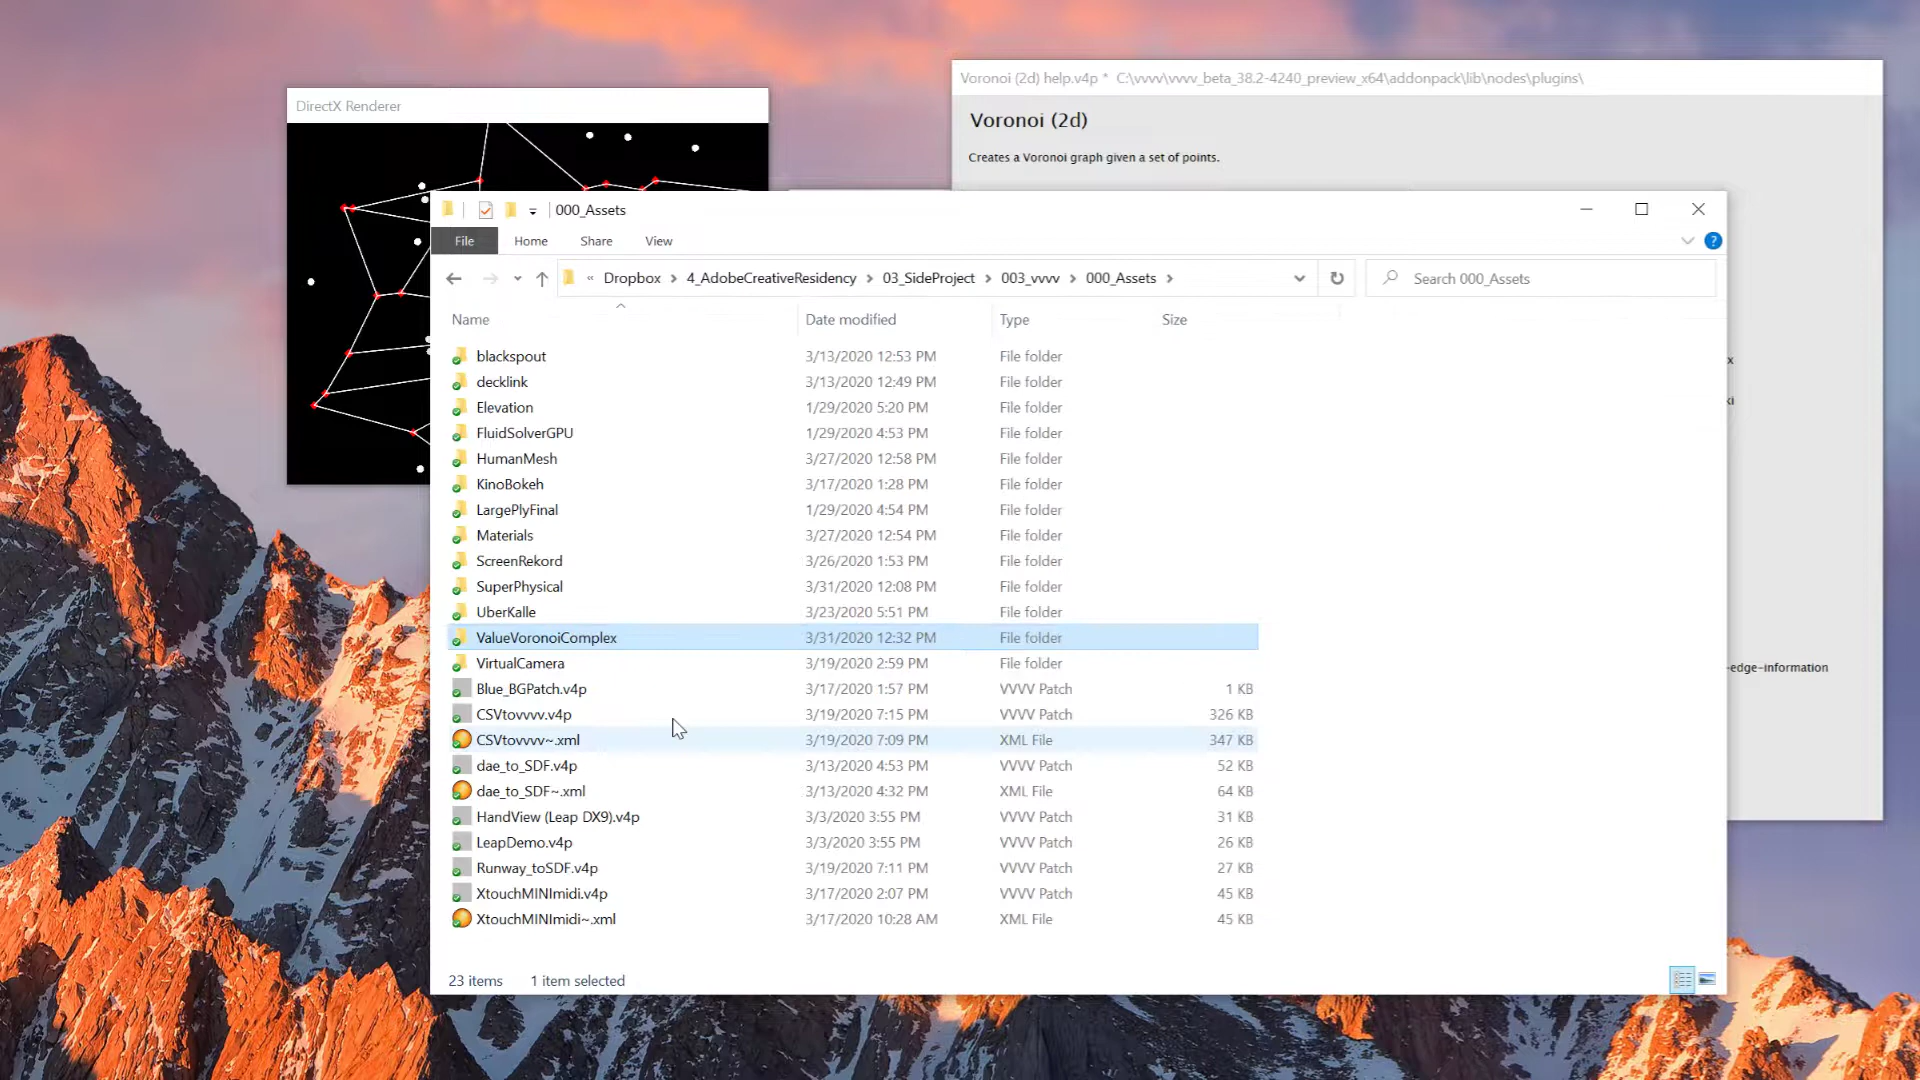 Voronoi (2d) help.v4p * C:\vvvv\vvvv_beta_38.2-4240_preview_x64\addonpack\lib\nodes\plugins\
DirectX Renderer
Voronoi (2d)
Creates a Voronoi graph given a set of points.
000_Assets
File Home Share View
« Dropbox > 4_AdobeCreativeResidency > 03_SideProject > 003_vvvv > 000_Assets >
Search 000_Assets
Name Date modified Type Size
blackspout 3/13/2020 12:53 PM File folder
decklink 3/13/2020 12:49 PM File folder
Elevation 1/29/2020 5:20 PM File folder
FluidSolverGPU 1/29/2020 4:53 PM File folder
HumanMesh 3/27/2020 12:58 PM File folder
KinoBokeh 3/17/2020 1:28 PM File folder
LargePlyFinal 1/29/2020 4:54 PM File folder
Materials 3/27/2020 12:54 PM File folder
ScreenRekord 3/26/2020 1:53 PM File folder
SuperPhysical 3/31/2020 12:08 PM File folder
UberKalle 3/23/2020 5:51 PM File folder
ValueVoronoiComplex 3/31/2020 12:32 PM File folder
VirtualCamera 3/19/2020 2:59 PM File folder
-edge-information
Blue_BGPatch.v4p 3/17/2020 1:57 PM VVVV Patch 1 KB
CSVtovvvv.v4p 3/19/2020 7:15 PM VVVV Patch 326 KB
CSVtovvvv~.xml 3/19/2020 7:09 PM XML File 347 KB
dae_to_SDF.v4p 3/13/2020 4:53 PM VVVV Patch 52 KB
dae_to_SDF~.xml 3/13/2020 4:32 PM XML File 64 KB
HandView (Leap DX9).v4p 3/3/2020 3:55 PM VVVV Patch 31 KB
LeapDemo.v4p 3/3/2020 3:55 PM VVVV Patch 26 KB
Runway_toSDF.v4p 3/19/2020 7:11 PM VVVV Patch 27 KB
XtouchMINImidi.v4p 3/17/2020 2:07 PM VVVV Patch 45 KB
XtouchMINImidi~.xml 3/17/2020 10:28 AM XML File 45 KB
23 items 1 item selected